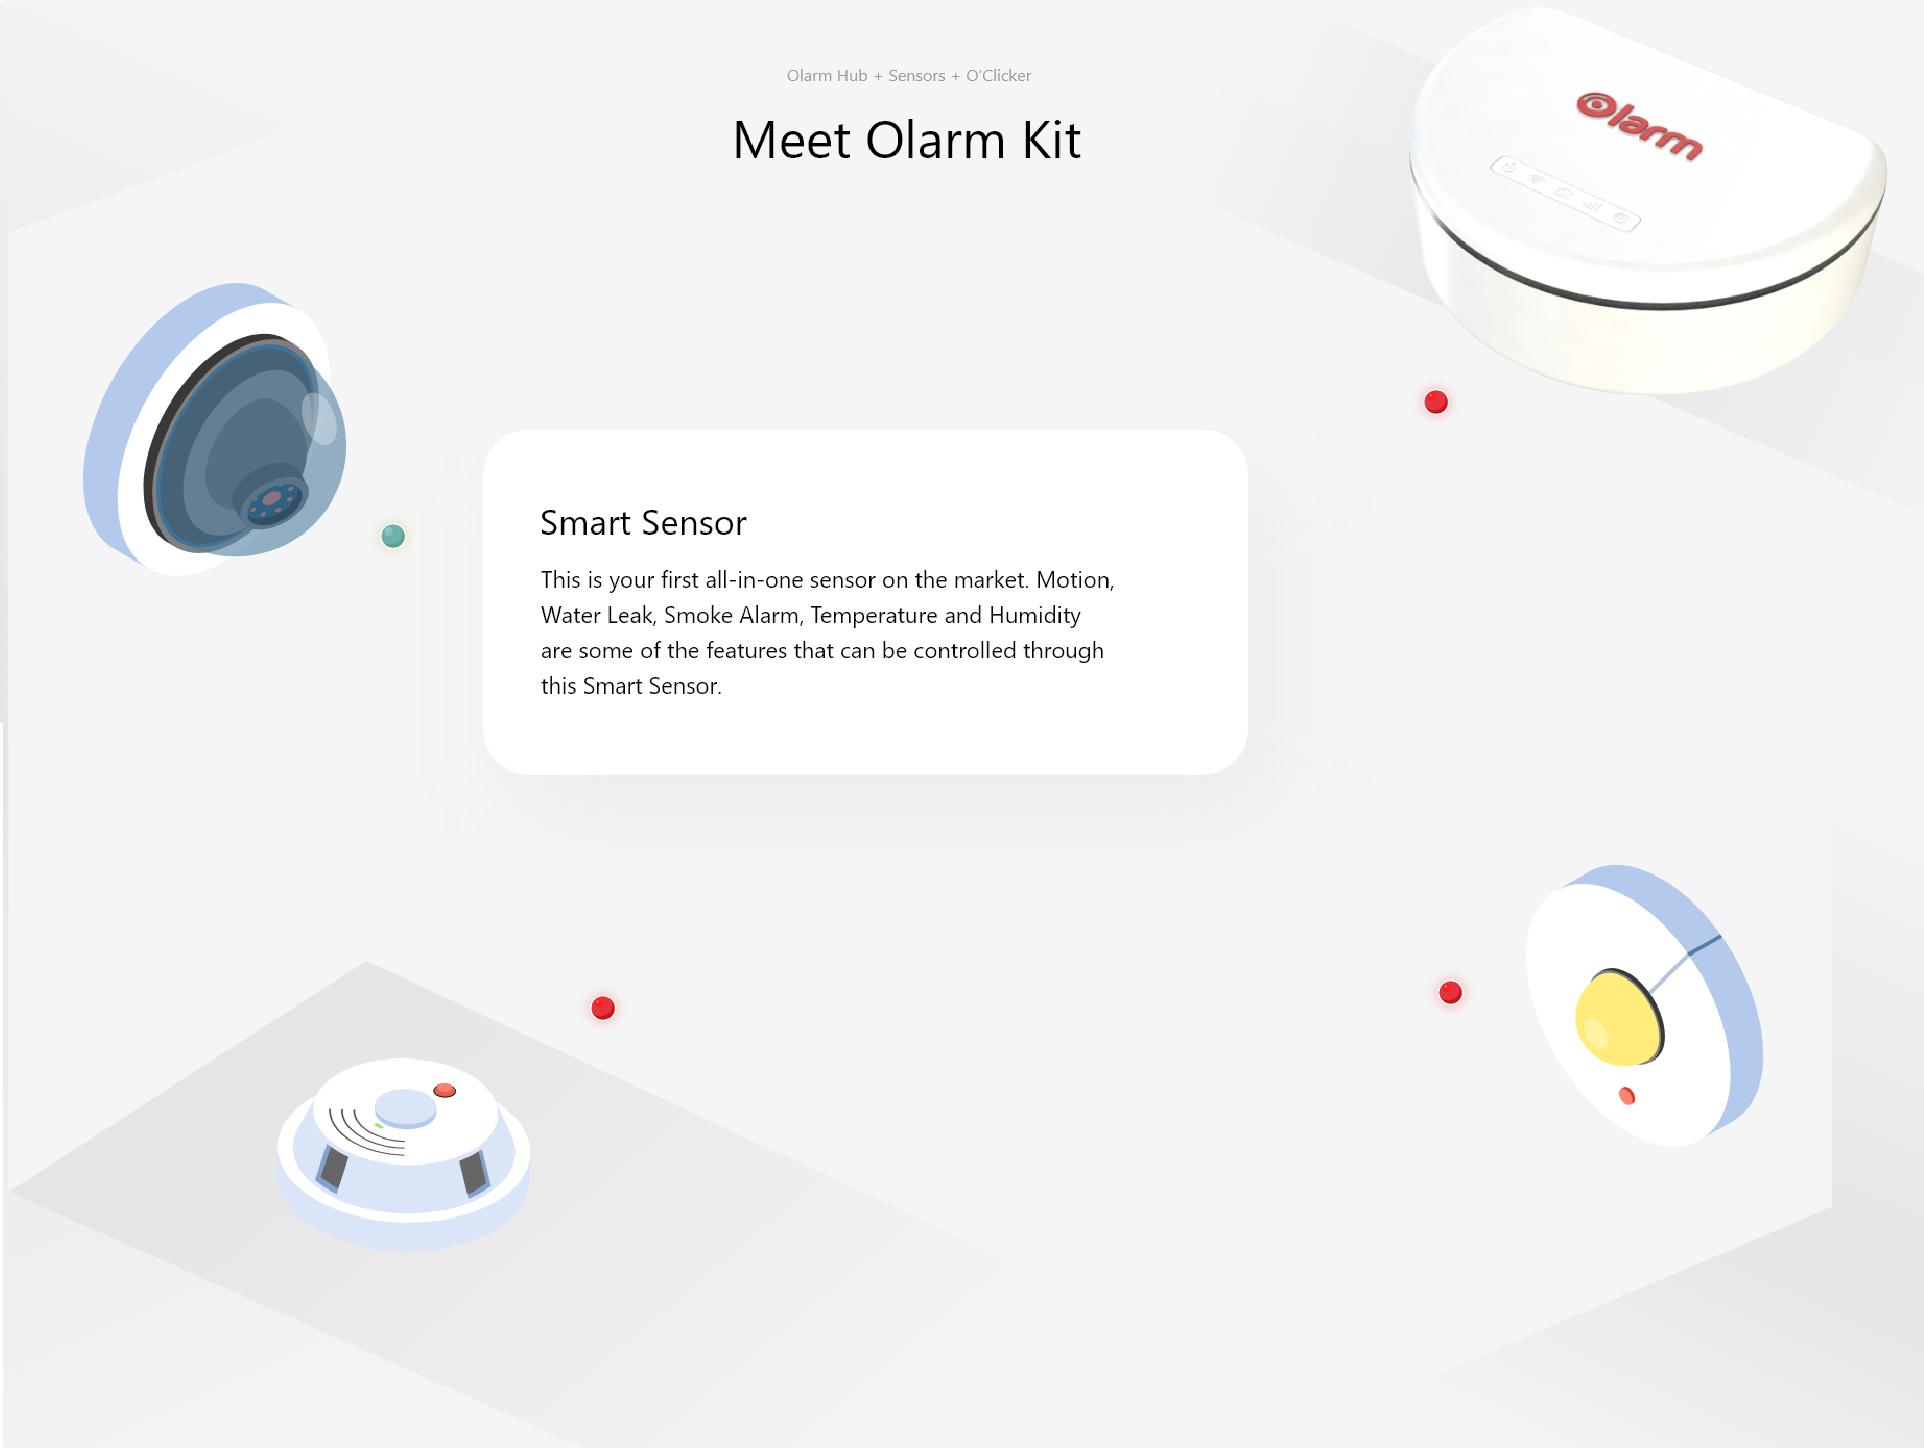 Olarm Hub + Sensors + O'Clicker
Meet Olarm Kit
Olarm
Smart Sensor
This is your first all-in-one sensor on the market. Motion,
Water Leak, Smoke Alarm, Temperature and Humidity
are some of the features that can be controlled through
this Smart Sensor.